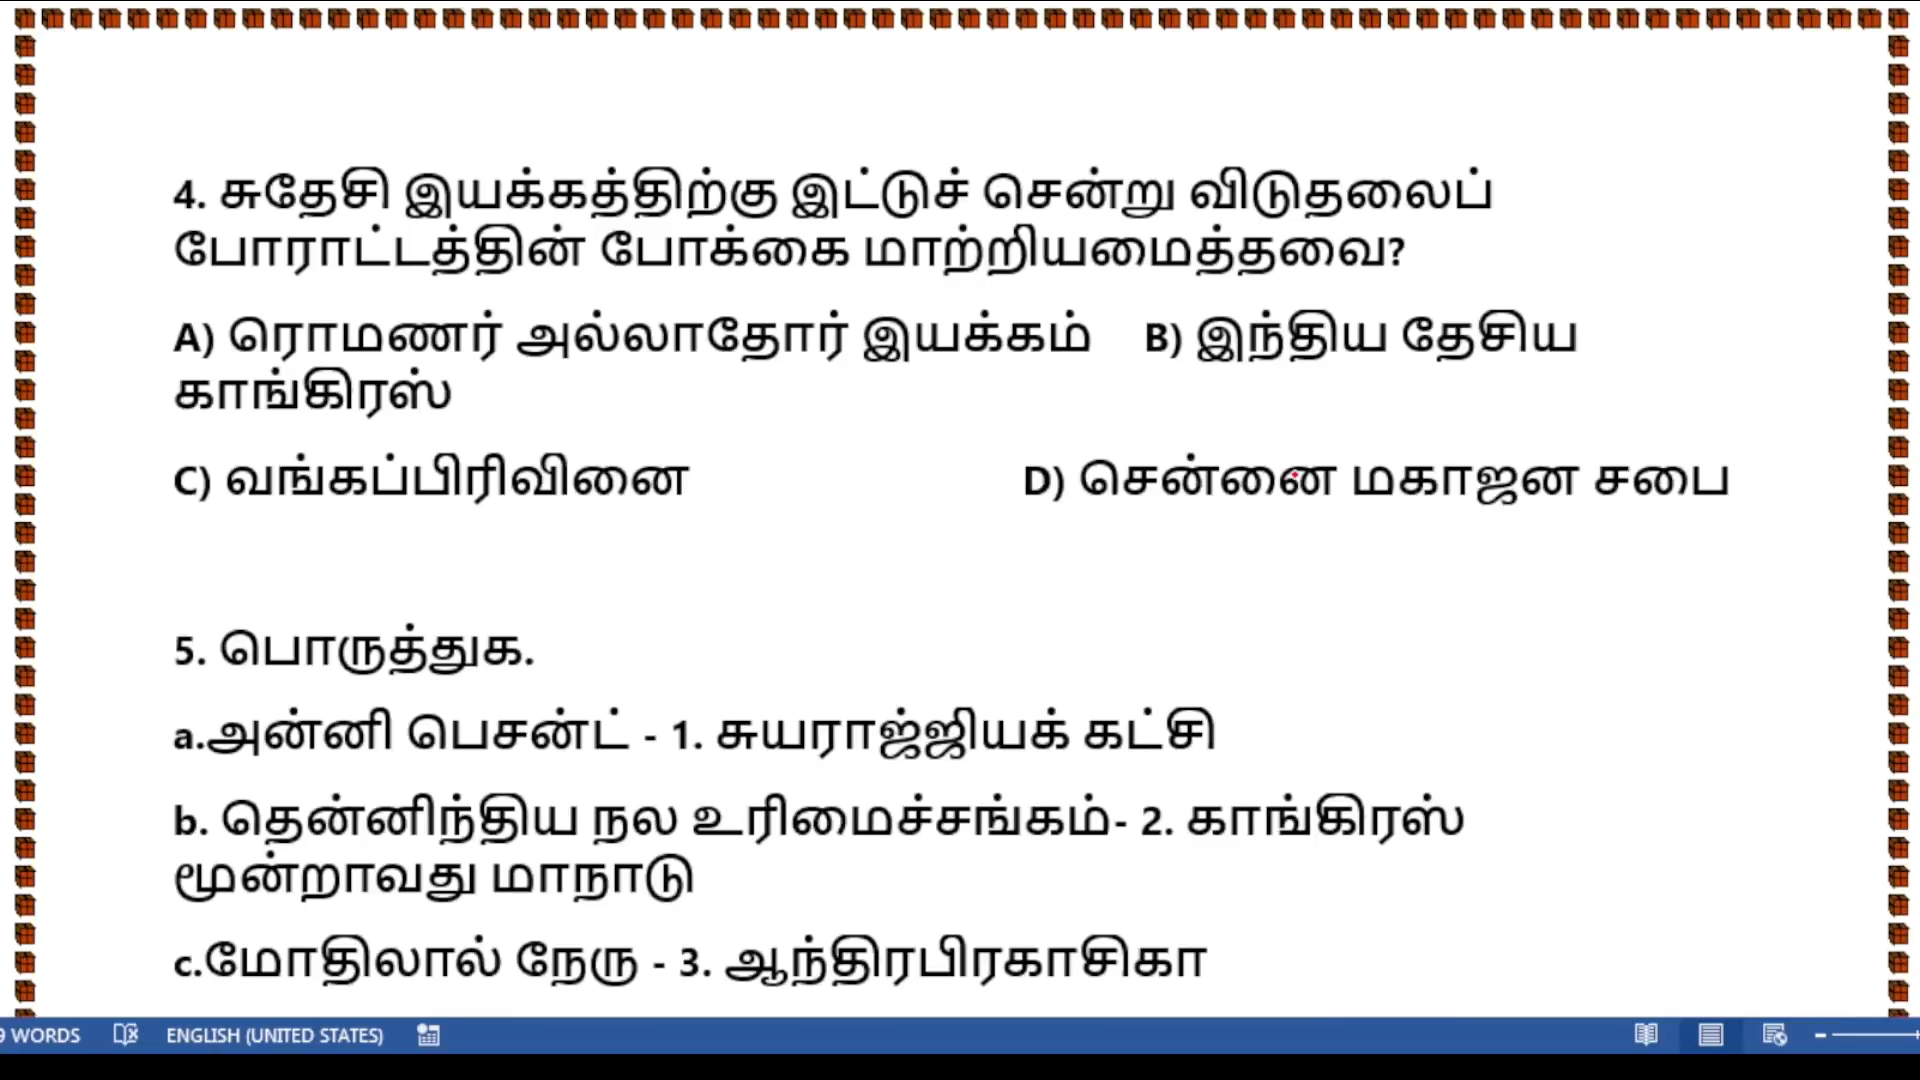 4. சுதேசி இயக்கத்திற்கு இட்டுச் சென்று விடுதலைப்
போராட்டத்தின் போக்கை மாற்றியமைத்தவை?
A) ரொமணர் அல்லாதோர் இயக்கம் B) இந்திய தேசிய
காங்கிரஸ்
C) வங்கப்பிரிவினை D) சென்னை மகாஜன சபை
5. பொருத்துக.
a.அன்னி பெசன்ட் - 1. சுயராஜ்ஜியக் கட்சி
b. தென்னிந்திய நல உரிமைச்சங்கம்- 2. காங்கிரஸ்
மூன்றாவது மாநாடு
c.மோதிலால் நேரு - 3. ஆந்திரபிரகாசிகா
9 WORDS ENGLISH (UNITED STATES)